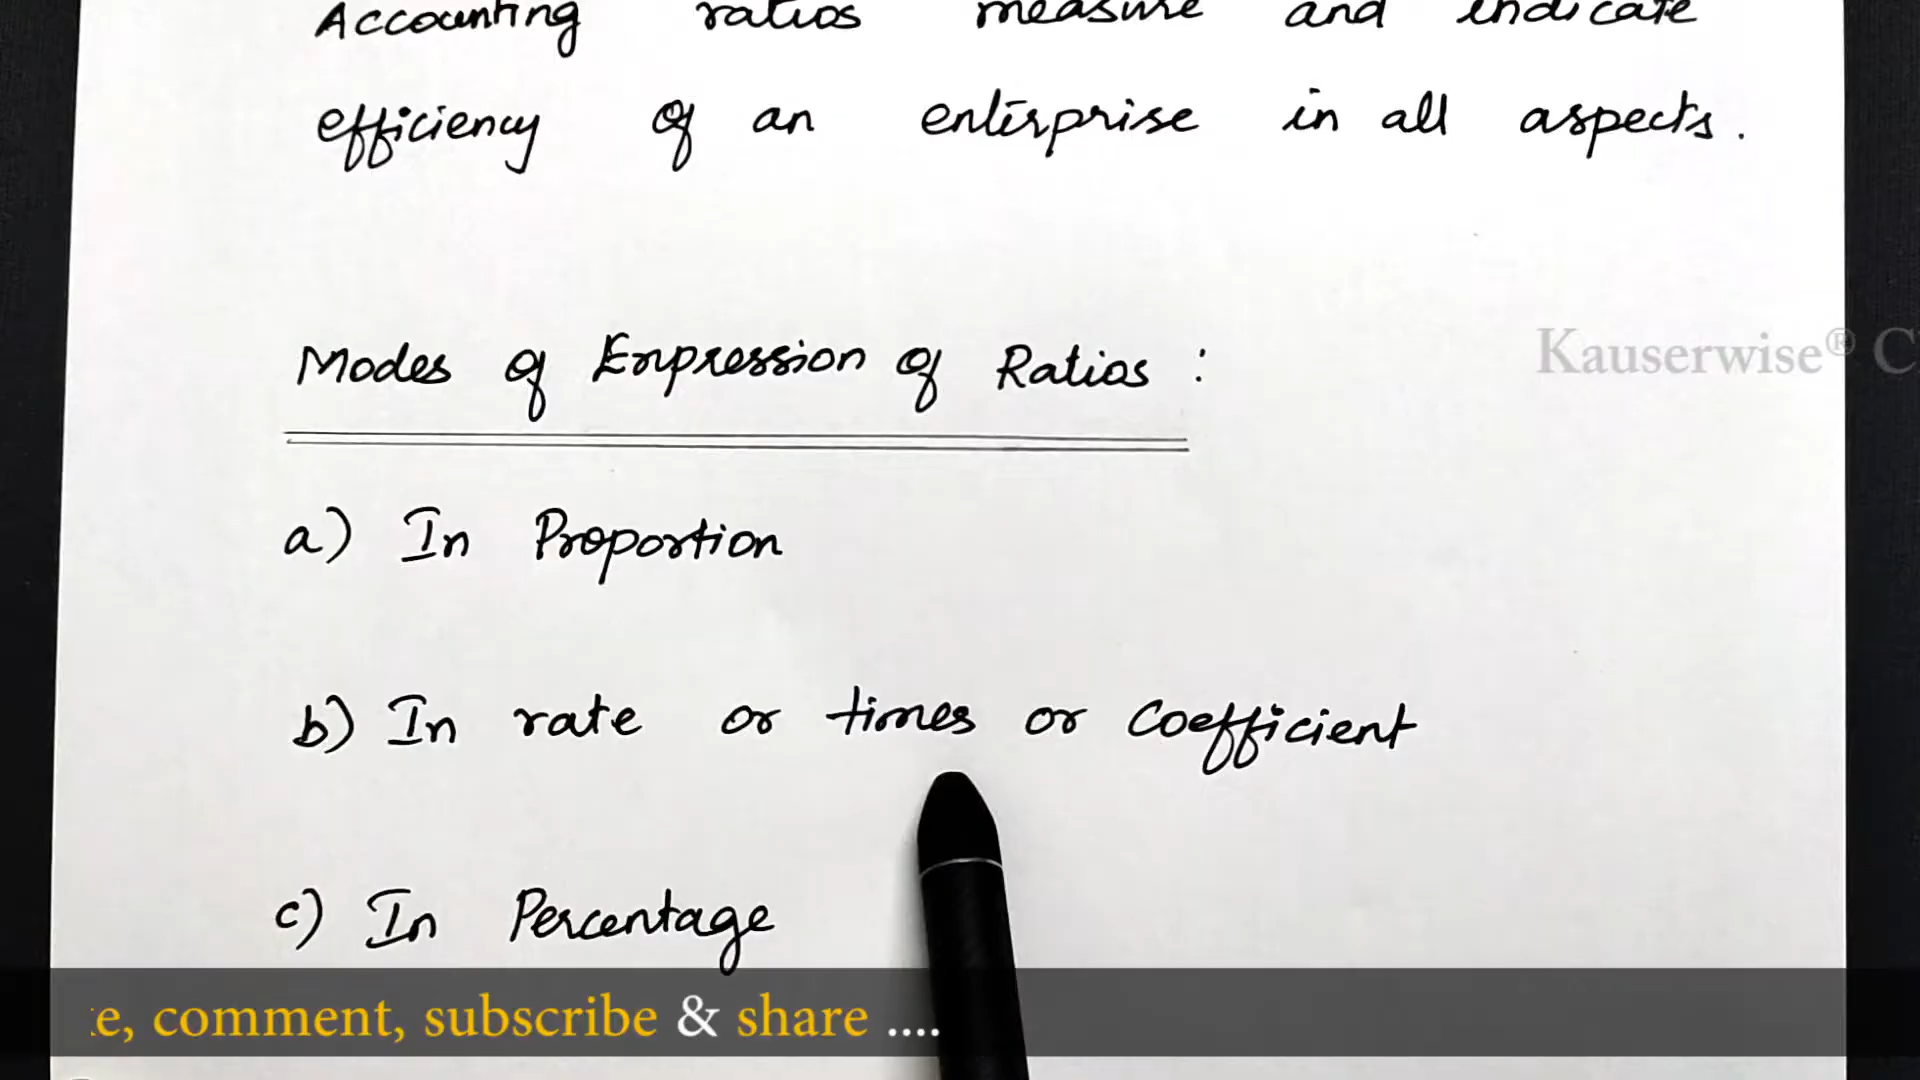 Accounting ratios measure and indicate
efficiency of an enterprise in all aspects.
Modes of Expression of Ratios :
Kauserwise® C
a) In Proportion
b) In rate or times or Coefficient
c) In Percentage
e, comment, subscribe & share ....